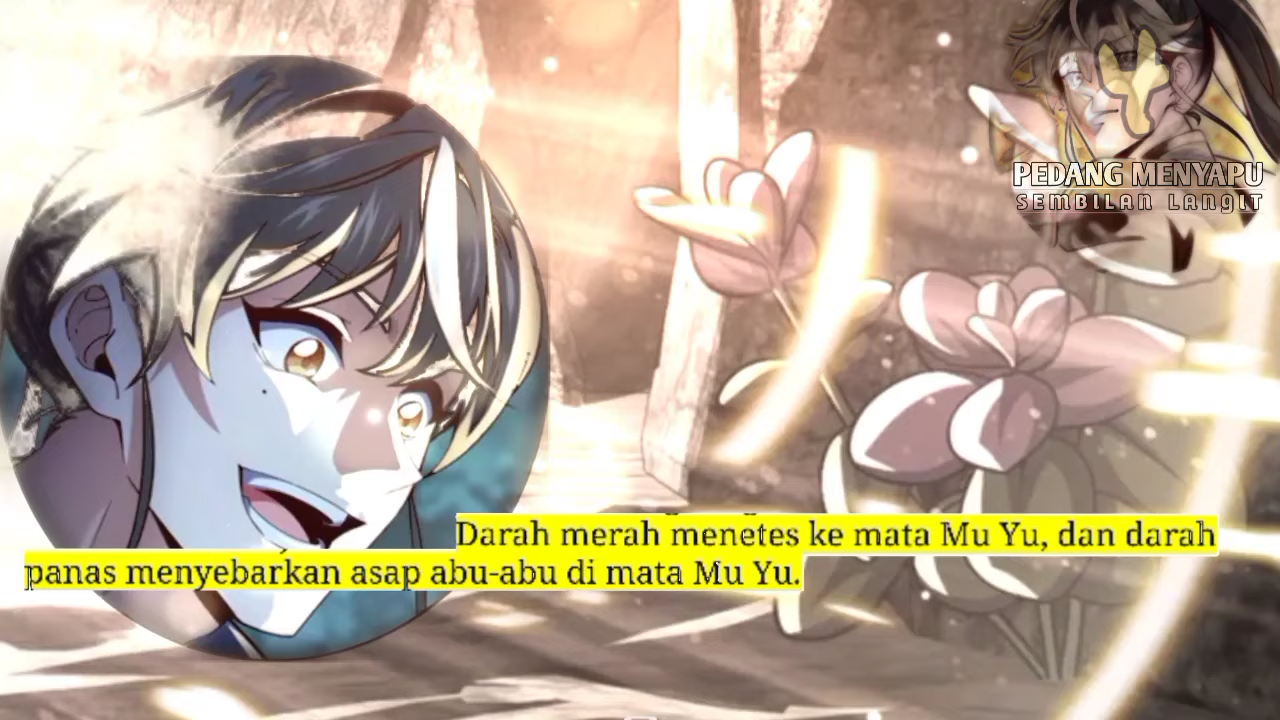 PEDANG MENYAPU
SEMBILAN LANGIT
Darah merah menetes ke mata Mu Yu, dan darah
panas menyebarkan asap abu-abu di mata Mu Yu.